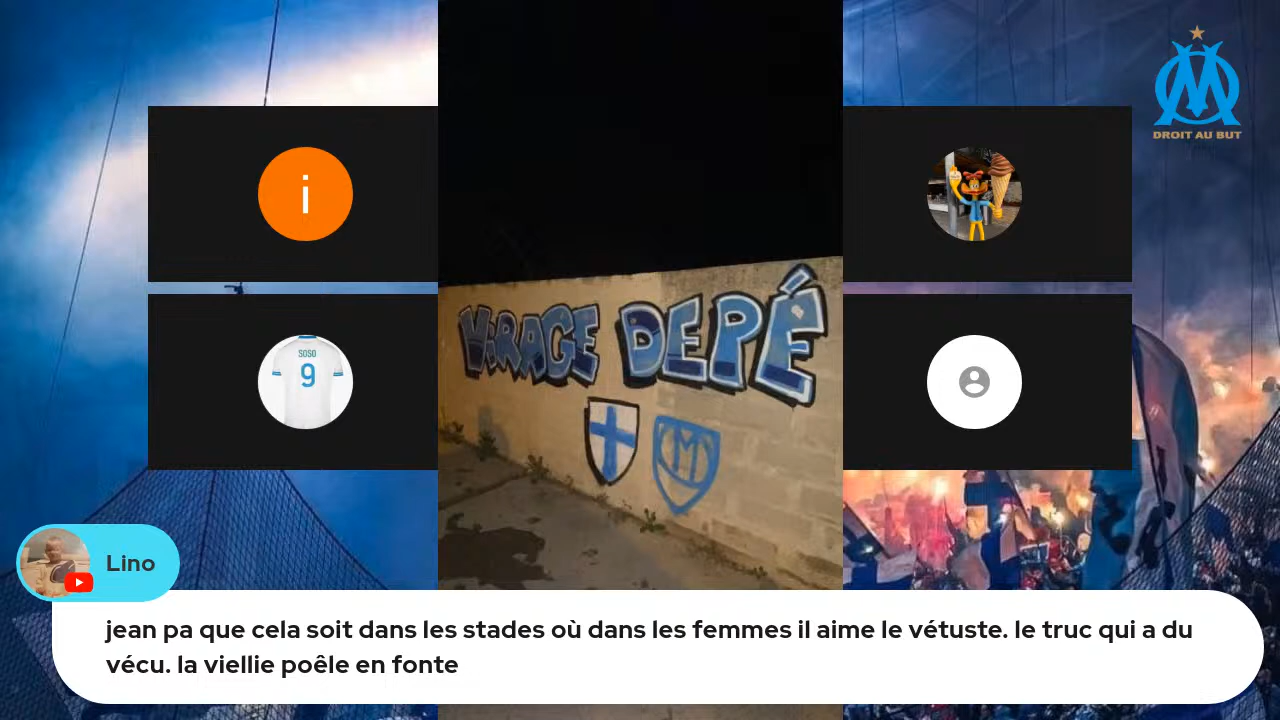 DROIT AU BUT
i
SOSO
9
ViRAGE DEPÉ
OM
Lino
jean pa que cela soit dans les stades où dans les femmes il aime le vétuste. le truc qui a du
vécu. la viellie poêle en fonte